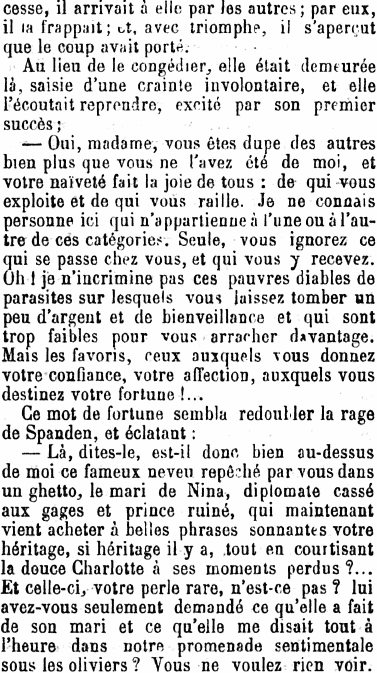 cesse, il arrivait à elle par les autres ; par eux,
il la frappait ; et, avec triomphe, il s'aperçut
que le coup avait porté.
Au lieu de le congédier, elle était demeurée
là, saisie d'une crainte involontaire, et elle
l'écoutait reprendre, excité par son premier
succès ;
— Oui, madame, vous êtes dupe des autres
bien plus que vous ne l'avez été de moi, et
votre naïveté fait la joie de tous : de qui vous
exploite et de qui vous raille. Je ne connais
personne ici qui n'appartienne à l'une ou à l'au-
tre de ces catégories. Seule, vous ignorez ce
qui se passe chez vous, et qui vous y recevez.
Oh ! je n'incrimine pas ces pauvres diables de
parasites sur lesquels vous laissez tomber un
peu d'argent et de bienveillance et qui sont
trop faibles pour vous arracher davantage.
Mais les favoris, ceux auxquels vous donnez
votre confiance, votre affection, auxquels vous
destinez votre fortune !...
Ce mot de fortune sembla redoubler la rage
de Spanden, et éclatant :
— Là, dites-le, est-il donc bien au-dessus
de moi ce fameux neveu repêché par vous dans
un ghetto, le mari de Nina, diplomate cassé
aux gages et prince ruiné, qui maintenant
vient acheter à belles phrases sonnantes votre
héritage, si héritage il y a, tout en courtisant
la douce Charlotte à ses moments perdus ?...
Et celle-ci, votre perle rare, n'est-ce pas ? lui
avez-vous seulement demandé ce qu'elle a fait
de son mari et ce qu'elle me disait tout à
l'heure dans notre promenade sentimentale
sous les oliviers ? Vous ne voulez rien voir.